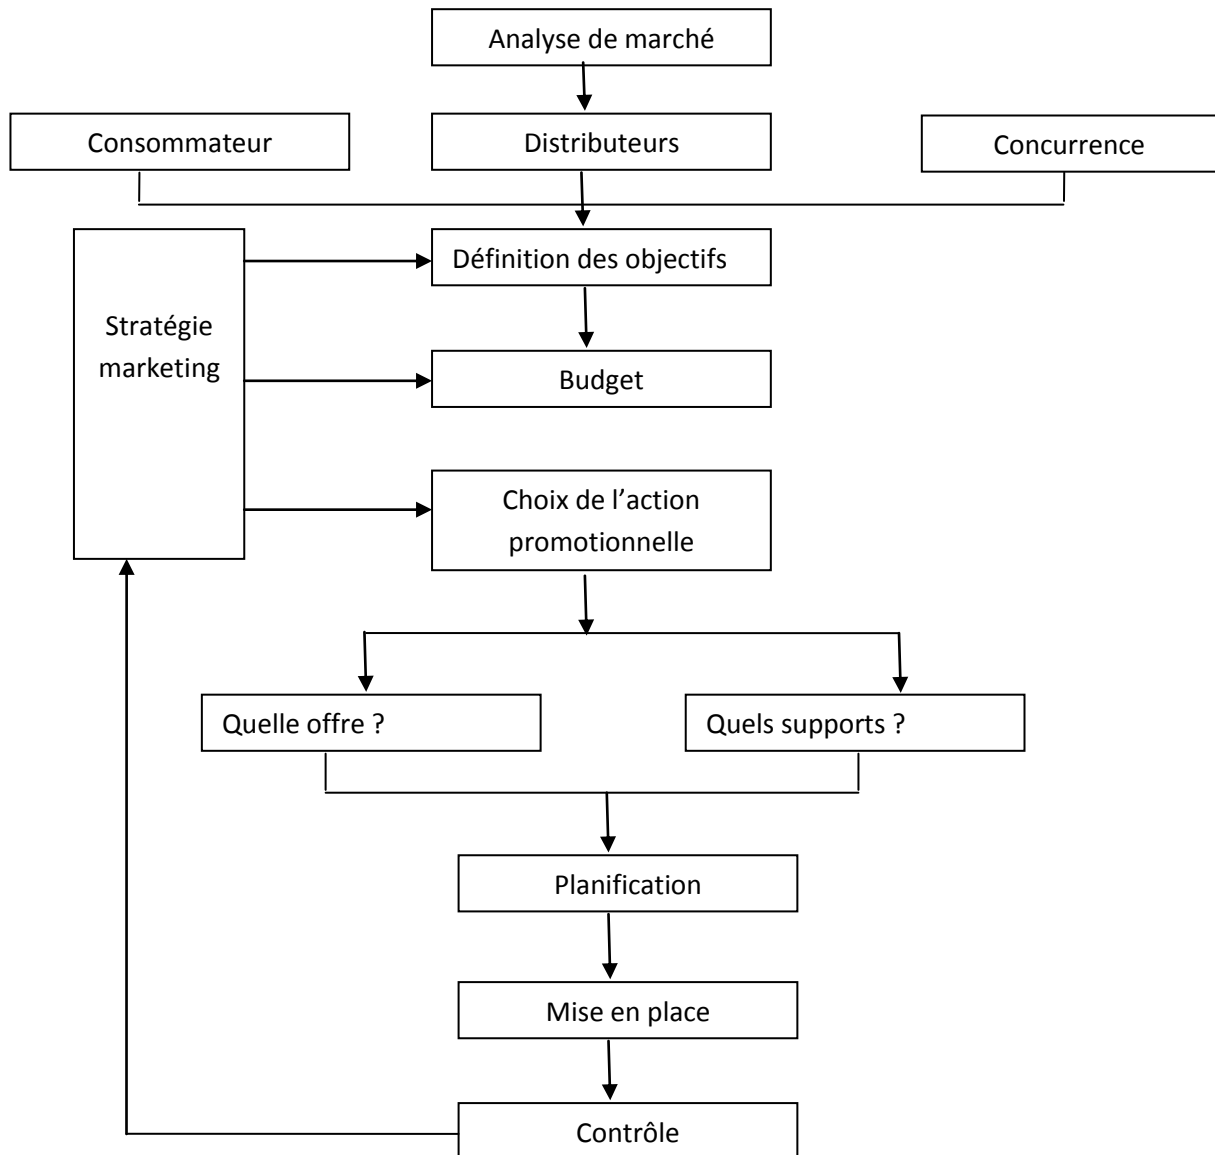 Analyse de marché
Consommateur
Distributeurs
Concurrence
Définition des objectifs
Stratégie
marketing
Budget
Choix de l’action
promotionnelle
Quelle offre ?
Quels supports ?
Planification
Mise en place
Contrôle